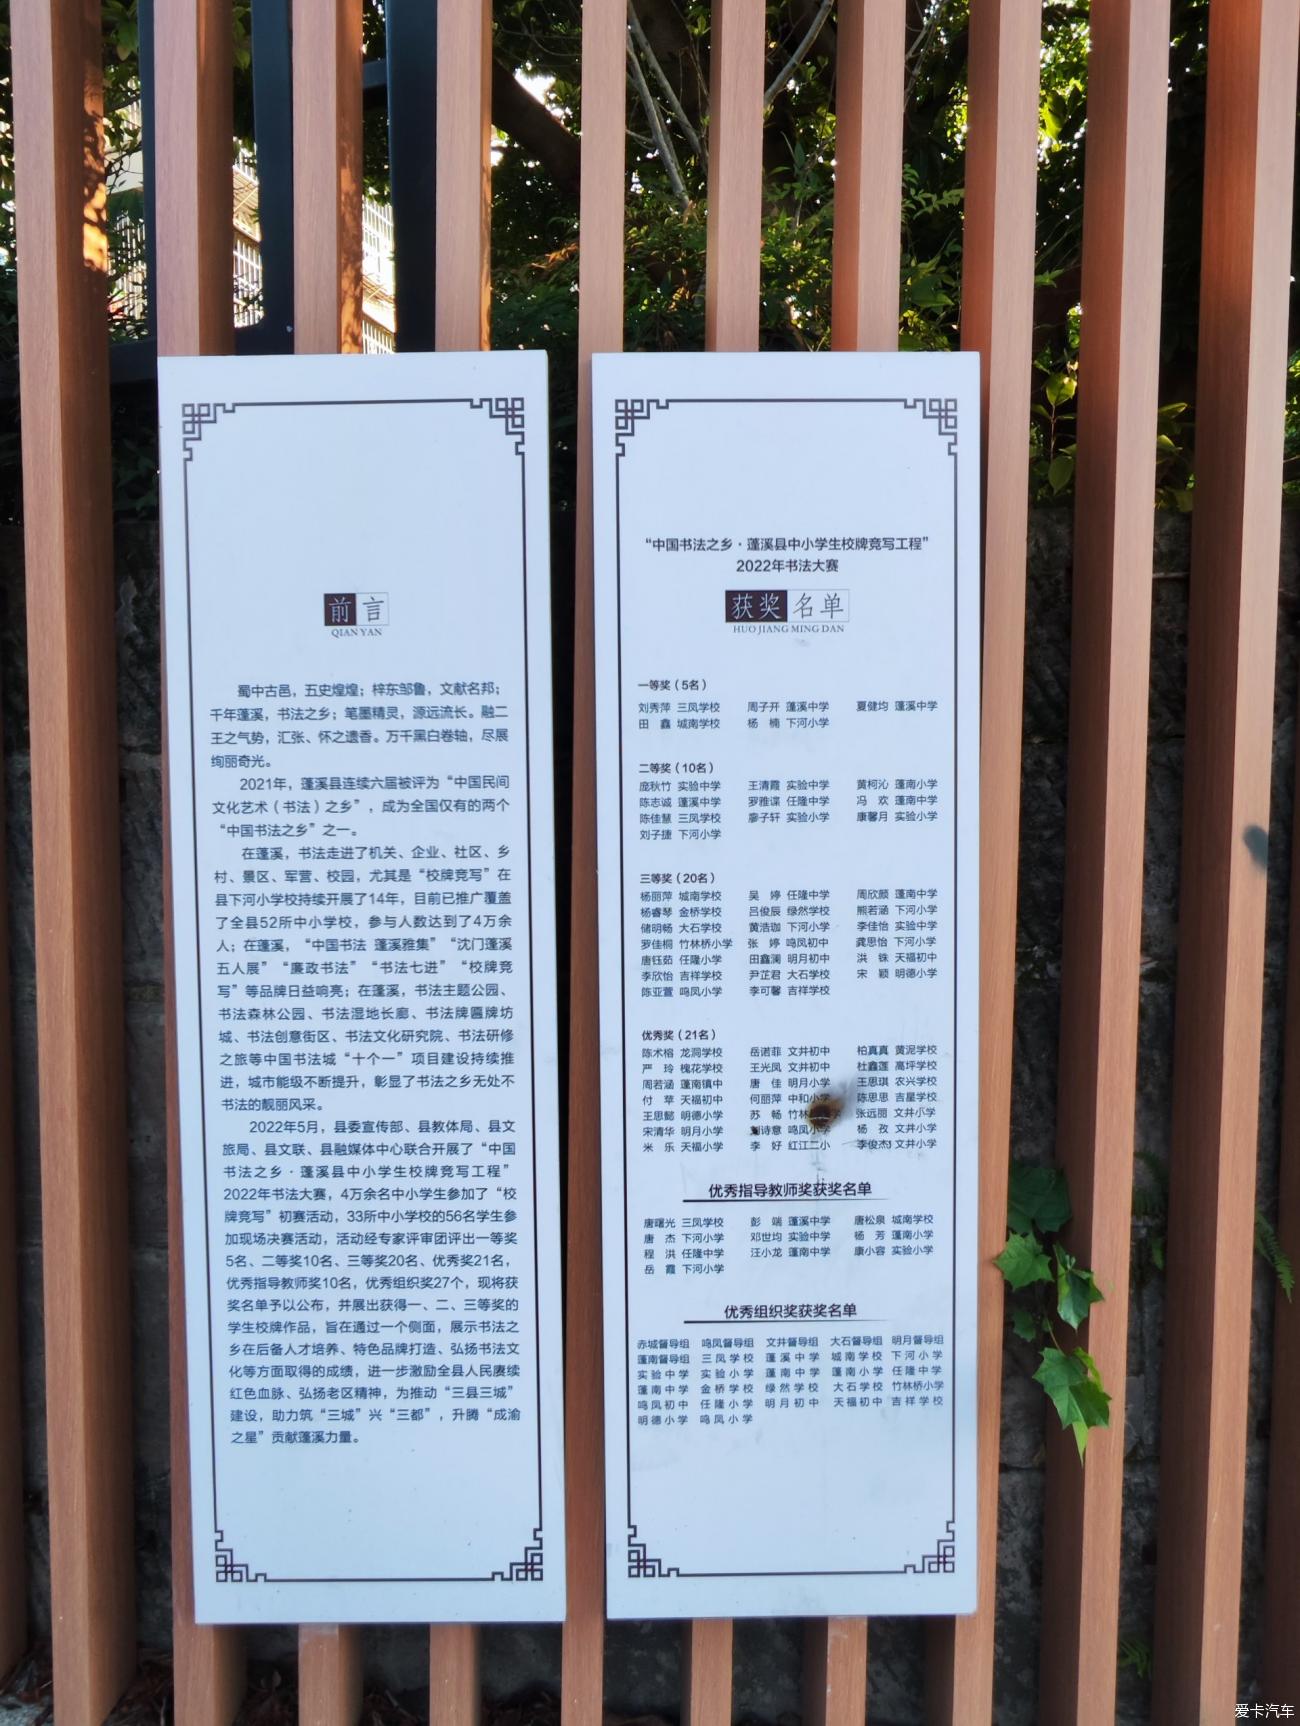 前言
QIAN YAN
蜀中古邑，五史煌煌；梓东邹鲁，文献名邦；
千年蓬溪，书法之乡；笔墨精灵，源远流长。融二
王之气势，汇张、怀之遗香。万千黑白卷轴，尽展
绚丽奇光。
2021年，蓬溪县连续六届被评为“中国民间
文化艺术（书法）之乡”，成为全国仅有的两个
“中国书法之乡”之一。
在蓬溪，书法走进了机关、企业、社区、乡
村、景区、军营、校园，尤其是“校牌竞写”在
县下河小学校持续开展了14年，目前已推广覆盖
了全县52所中小学校，参与人数达到了4万余
人；在蓬溪，“中国书法 蓬溪雅集”“沈门蓬溪
五人展”“廉政书法”“书法七进”“校牌竞
写”等品牌日益响亮；在蓬溪，书法主题公园、
书法森林公园、书法湿地长廊、书法牌匾牌坊
城、书法创意街区、书法文化研究院、书法研修
之旅等中国书法城“十个一”项目建设持续推
进，城市能级不断提升，彰显了书法之乡无处不
书法的靓丽风采。
2022年5月，县委宣传部、县教体局、县文
旅局、县文联、县融媒体中心联合开展了“中国
书法之乡·蓬溪县中小学生校牌竞写工程”
2022年书法大赛，4万余名中小学生参加了“校
牌竞写”初赛活动，33所中小学校的56名学生参
加现场决赛活动，活动经专家评审团评出一等奖
5名、二等奖10名、三等奖20名、优秀奖21名，
优秀指导教师奖10名，优秀组织奖27个，现将获
奖名单予以公布，并展出获得一、二、三等奖的
学生校牌作品，旨在通过一个侧面，展示书法之
乡在后备人才培养、特色品牌打造、弘扬书法文
化等方面取得的成绩，进一步激励全县人民赓续
红色血脉、弘扬老区精神，为推动“三县三城”
建设，助力筑“三城”兴“三都”，升腾“成渝
之星”贡献蓬溪力量。
“中国书法之乡·蓬溪县中小学生校牌竞写工程”
2022年书法大赛
获奖名单
HUO JIANG MING DAN
一等奖（5名）
刘秀萍 三凤学校 周子开 蓬溪中学 夏健均 蓬溪中学
田 鑫 城南学校 杨 楠 下河小学
二等奖（10名）
庞秋竹 实验中学 王清霞 实验中学 黄柯沁 蓬南小学
陈志诚 蓬溪中学 罗雅谍 任隆中学 冯 欢 蓬南中学
陈佳慧 三凤学校 廖子轩 实验小学 康馨月 实验小学
刘子捷 下河小学
三等奖（20名）
杨丽萍 城南学校 吴 婷 任隆中学 周欣颜 蓬南中学
杨睿琴 金桥学校 吕俊辰 绿然学校 熊若涵 下河小学
储明畅 大石学校 黄浩珈 下河小学 李佳怡 实验中学
罗佳桐 竹林桥小学 张 婷 鸣凤初中 龚思怡 下河小学
唐钰茹 任隆小学 田鑫澜 明月初中 洪 铢 天福初中
李欣怡 吉祥学校 尹芷君 大石学校 宋 颖 明德小学
陈亚萱 鸣凤小学 李可馨 吉祥学校
优秀奖（21名）
陈术榕 龙洞学校 岳诺菲 文井初中 柏真真 黄泥学校
严 玲 槐花学校 王光凤 文井初中 杜鑫蓬 高坪学校
周若涵 蓬南镇中 唐 佳 明月小学 王思琪 农兴学校
付 苹 天福初中 何丽萍 中和小学 陈思思 吉星学校
王思懿 明德小学 苏 畅 竹林 张远丽 文井小学
宋清华 明月小学 刘诗意 鸣凤小学 杨 孜 文井小学
米 乐 天福小学 李 好 红江二小 李俊杰 文井小学
优秀指导教师奖获奖名单
唐曙光 三凤学校 彭 端 蓬溪中学 唐松泉 城南学校
唐 杰 下河小学 邓世均 实验中学 杨 芳 蓬南小学
程 洪 任隆中学 汪小龙 蓬南中学 康小容 实验小学
岳 霞 下河小学
优秀组织奖获奖名单
赤城督导组 鸣凤督导组 文井督导组 大石督导组 明月督导组
蓬南督导组 三凤学校 蓬溪中学 城南学校 下河小学
实验中学 实验小学 蓬南中学 蓬南小学 任隆中学
蓬南中学 金桥学校 绿然学校 大石学校 竹林桥小学
鸣凤初中 任隆小学 明月初中 天福初中 吉祥学校
明德小学 鸣凤小学
爱卡汽车